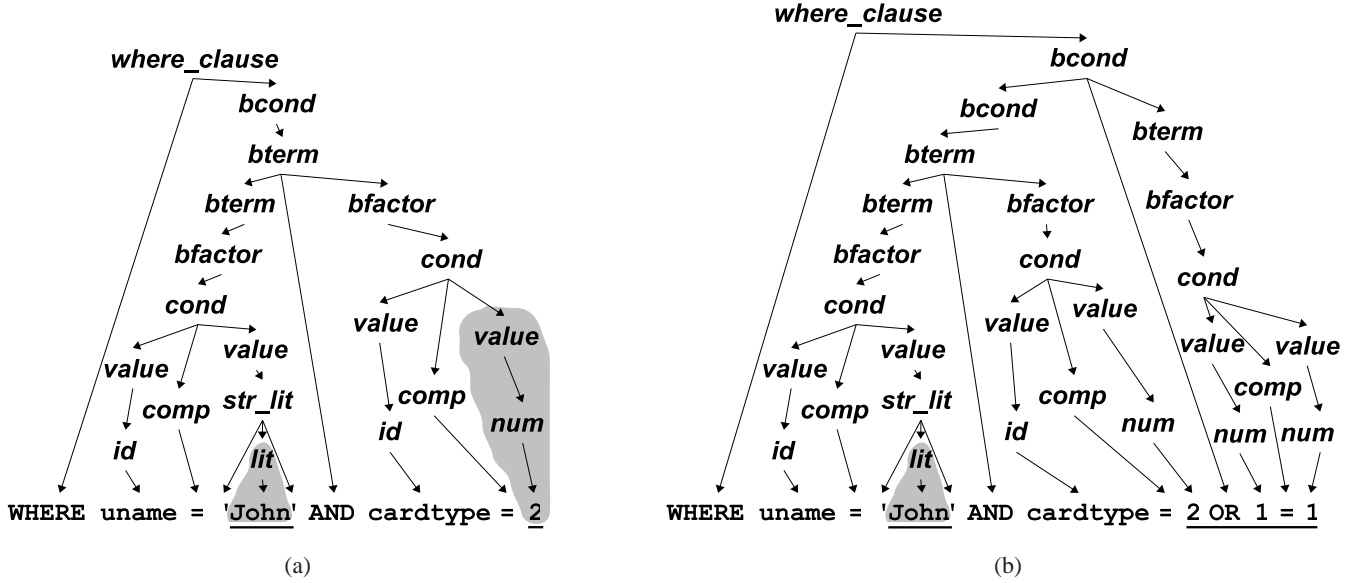 where_clause
bcond
bterm
bterm bfactor
bfactor cond
cond
value value
value value
comp str_lit comp
id lit id num
WHERE uname = 'John' AND cardtype = 2
(a)
where_clause
bcond
bcond bterm
bterm
bterm bfactor bfactor
bfactor cond
cond cond
value value value value
value value value
comp str_lit comp comp
id lit id num num num
WHERE uname = 'John' AND cardtype = 2 OR 1 = 1
(b)